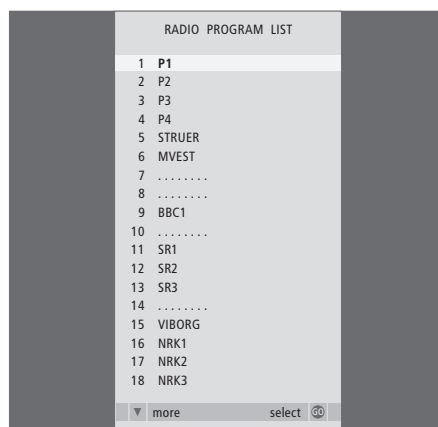 RADIO PROGRAM LIST
1 P1
2 P2
3 P3
4 P4
5 STRUER
6 MVEST
7 ........
8 ........
9 BBC1
10 ........
11 SR1
12 SR2
13 SR3
14 ........
15 VIBORG
16 NRK1
17 NRK2
18 NRK3
▼ more select GO